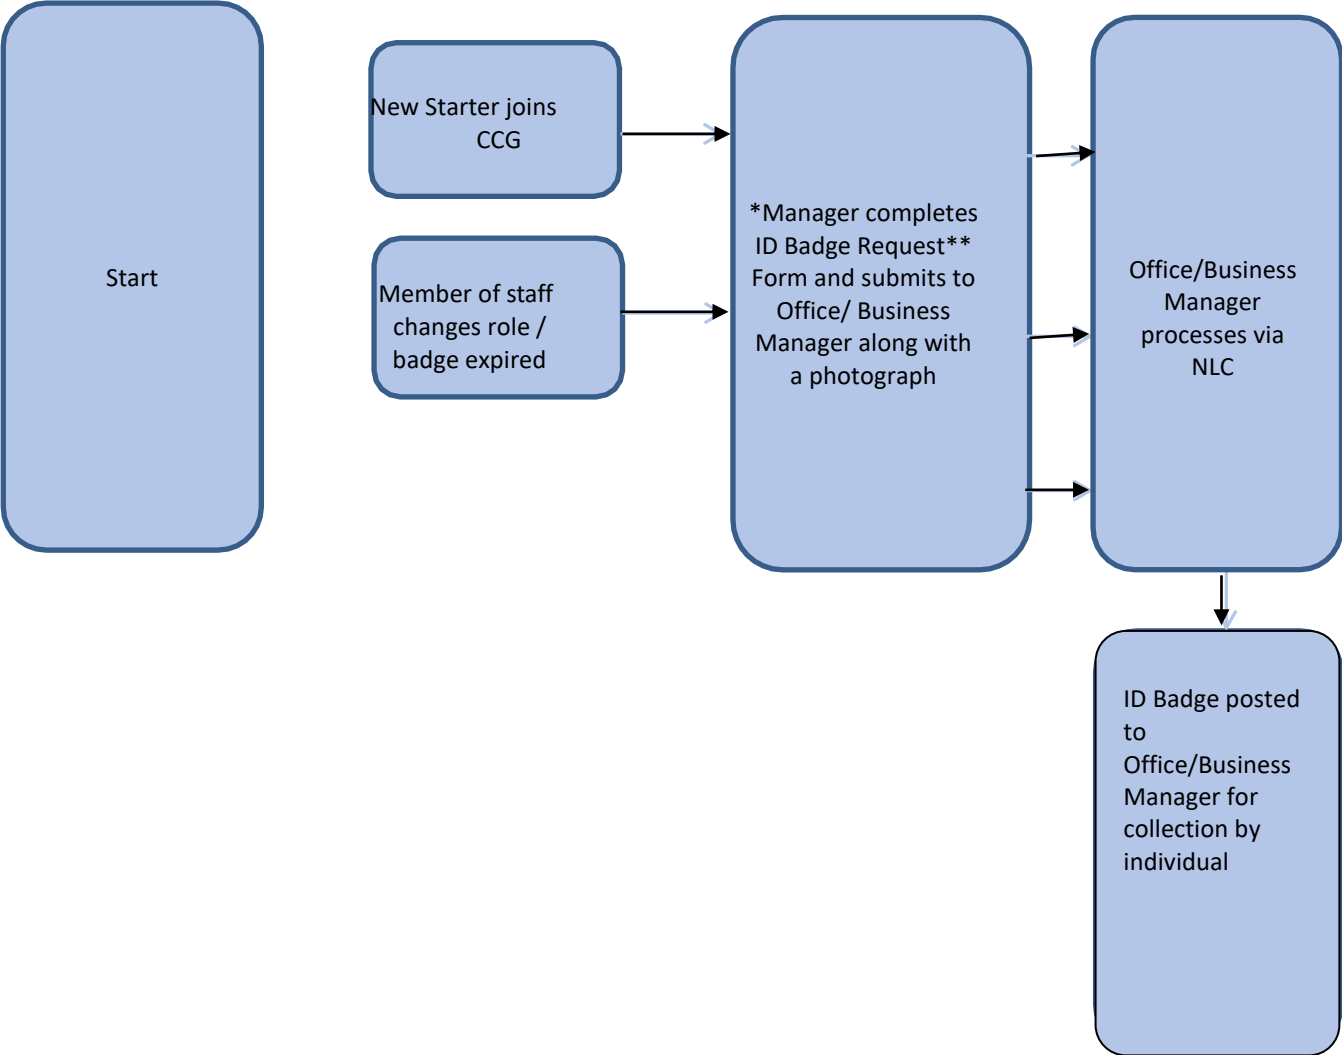 Start
New Starter joins
CCG
Member of staff
changes role /
badge expired
*Manager completes
ID Badge Request**
Form and submits to
Office/ Business
Manager along with
a photograph
Office/Business
Manager
processes via
NLC
ID Badge posted
to
Office/Business
Manager for
collection by
individual